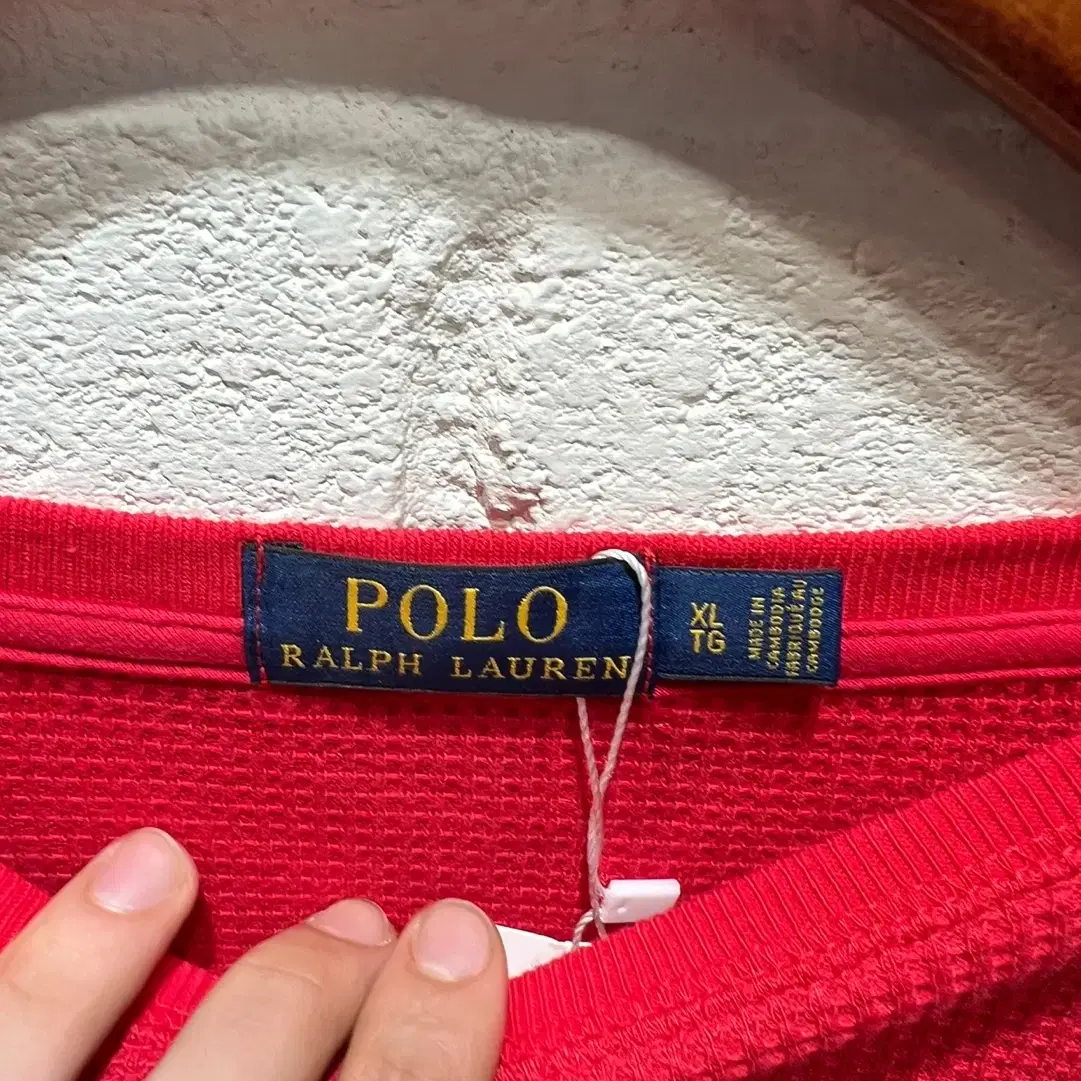 POLO
RALPH LAUREN
XL
TG
MADE IN
CAMBODIA
FABRIQUÉ AU
CAMBODGE